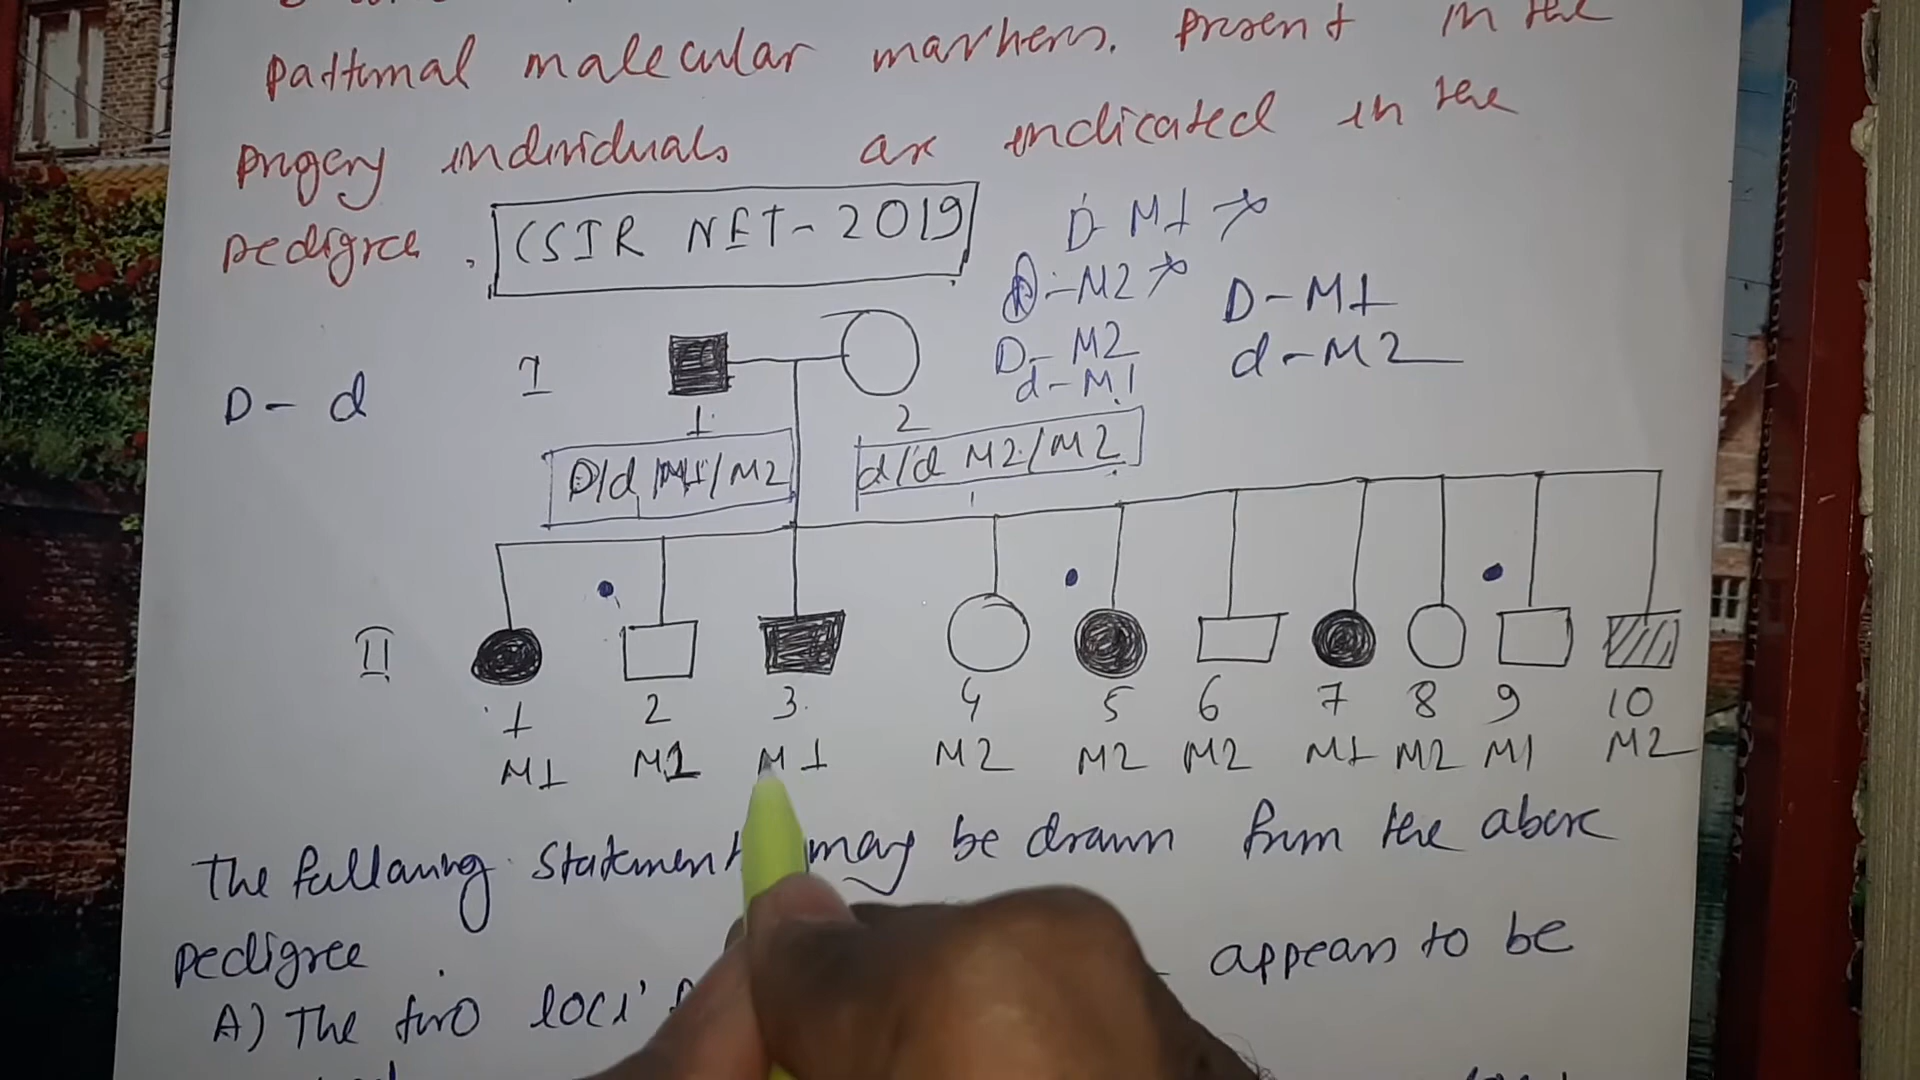 pattunal malecular markers. Present in the
progeny individuals are indicated in the
pedigree. CSIR NET- 2019
D- M1
D-M2
D- M2
d-M1
D-M1
d-M2
D- d
I
1
2
D/d M1/M2
d/d M2/M2
II
1 2 3. 4 5 6 7 8 9 10
M1 M1 M1 M2 M2 M2 M1 M2 M1 M2
The following statement may be drawn from the above
pedigree.
appears to be
A) The two loci